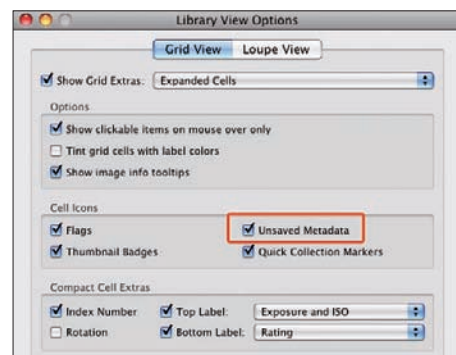 Library View Options
Grid View Loupe View
Show Grid Extras: Expanded Cells
Options
Show clickable items on mouse over only
Tint grid cells with label colors
Show image info tooltips
Cell Icons
Flags Unsaved Metadata
Thumbnail Badges Quick Collection Markers
Compact Cell Extras
Index Number Top Label: Exposure and ISO
Rotation Bottom Label: Rating